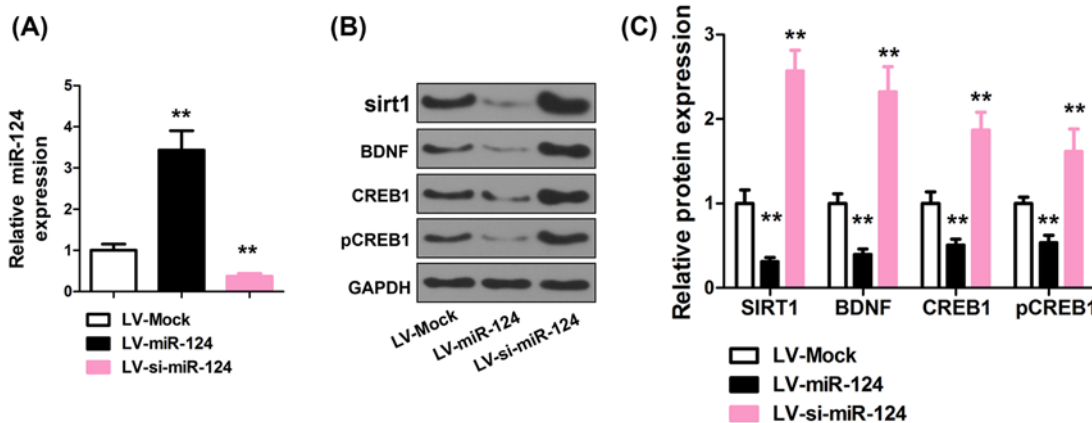 (A)
Relative miR-124
expression
5
4
3
2
1
0
**
**
LV-Mock
LV-miR-124
LV-si-miR-124
(B)
sirt1
BDNF
CREB1
pCREB1
GAPDH
LV-Mock
LV-miR-124
LV-si-miR-124
(C)
Relative protein expression
3
2
1
0
** ** ** **
** ** ** **
SIRT1 BDNF CREB1 pCREB1
LV-Mock
LV-miR-124
LV-si-miR-124